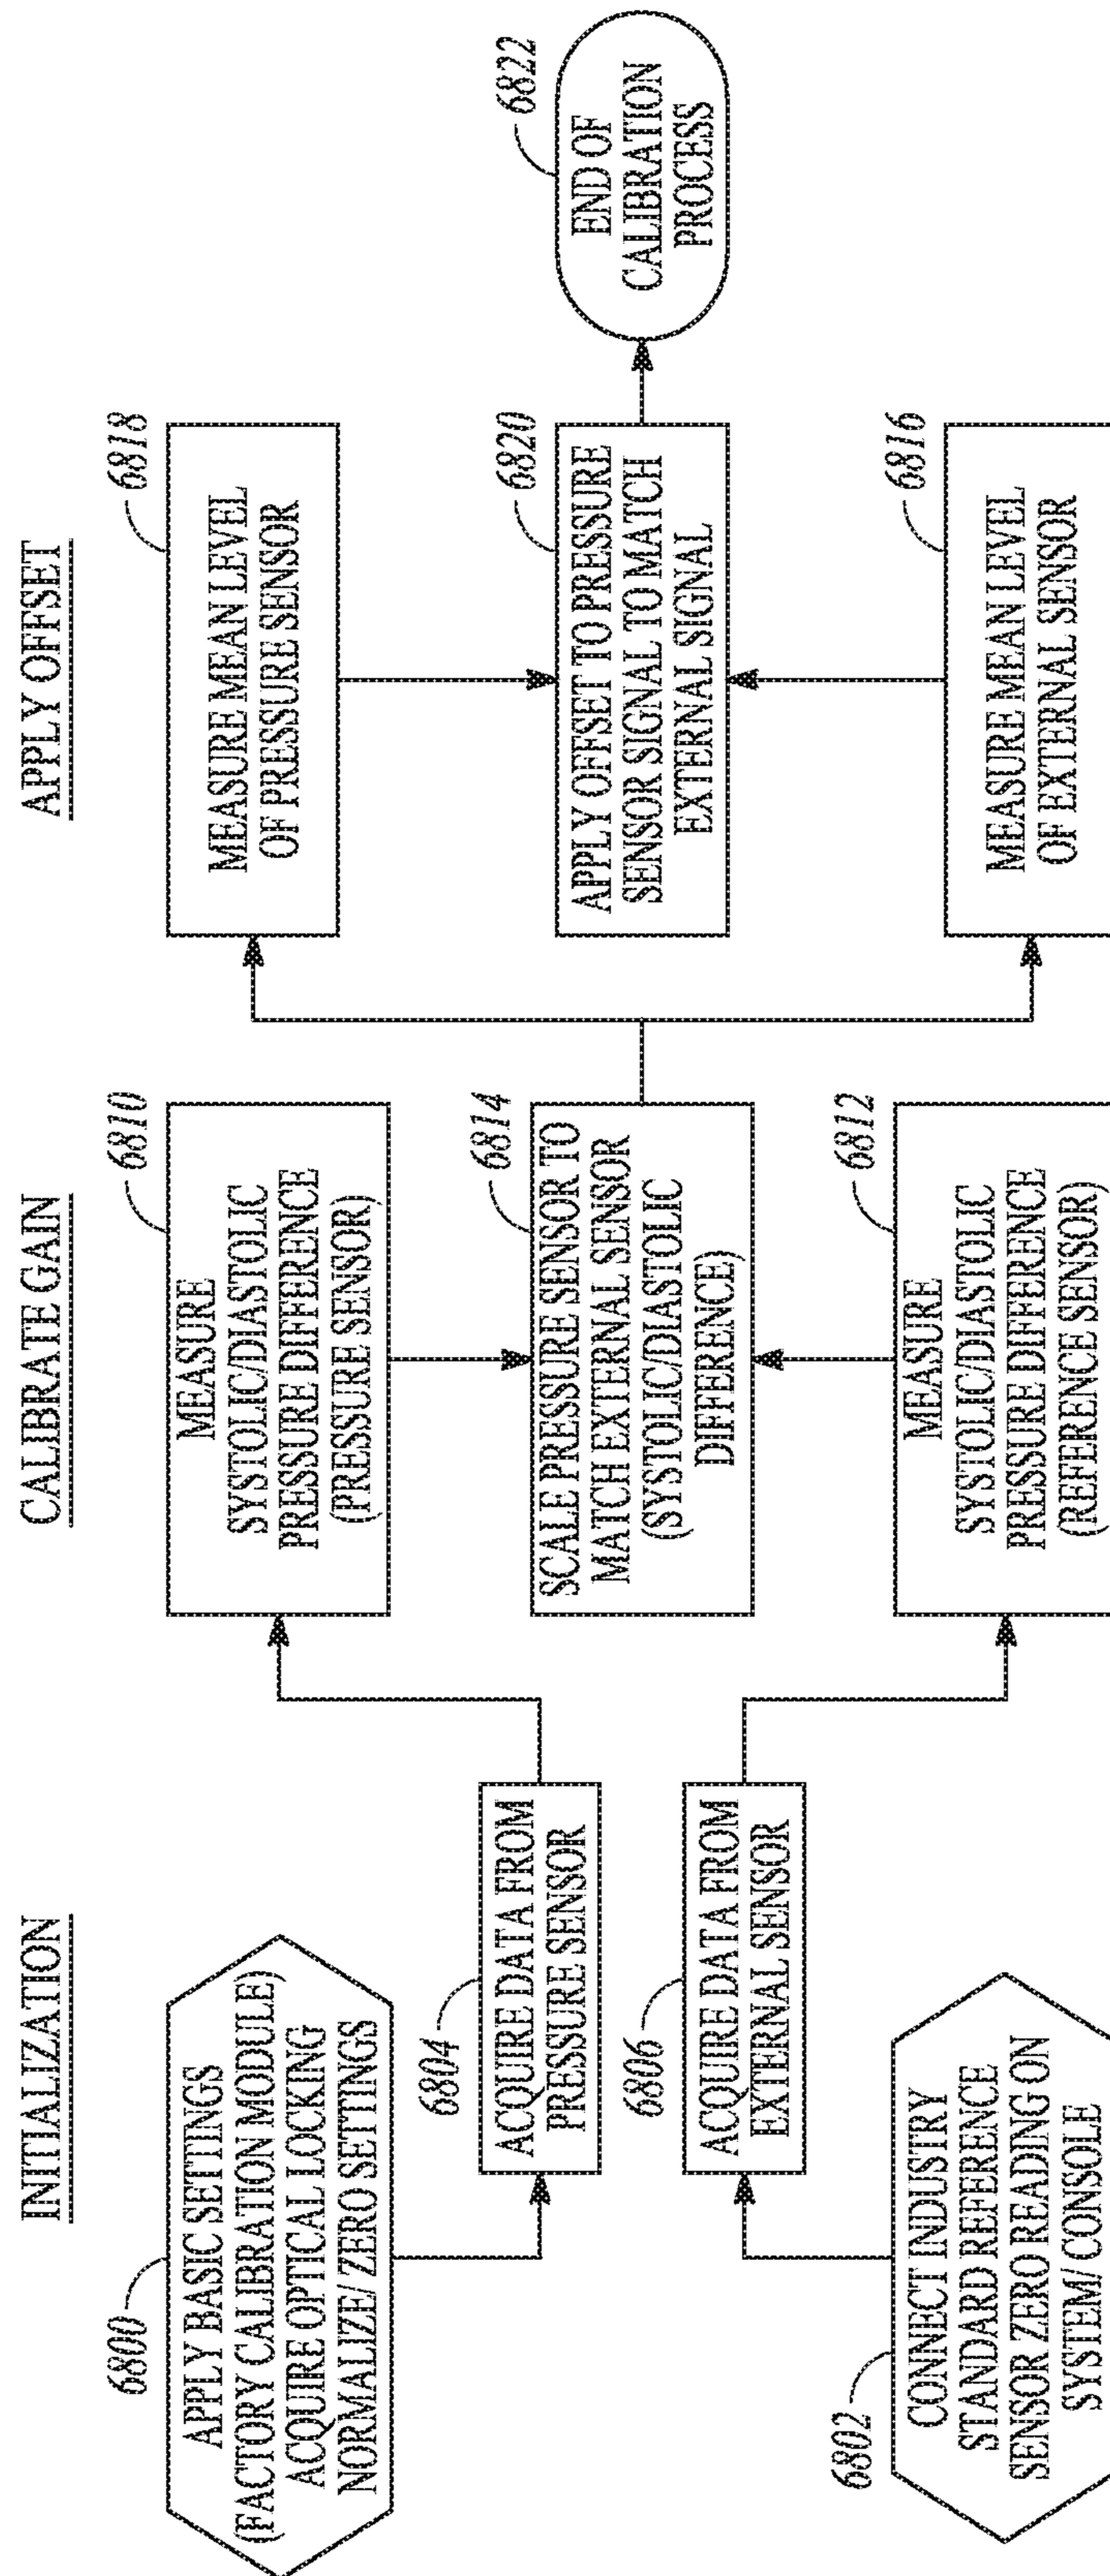 INITIALIZATION
6800
APPLY BASIC SETTINGS
(FACTORY CALIBRATION MODULE)
ACQUIRE OPTICAL LOCKING
NORMALIZE/ ZERO SETTINGS
6804
ACQUIRE DATA FROM
PRESSURE SENSOR
6806
ACQUIRE DATA FROM
EXTERNAL SENSOR
6802
CONNECT INDUSTRY
STANDARD REFERENCE
SENSOR ZERO READING ON
SYSTEM/ CONSOLE
CALIBRATE GAIN
6810
MEASURE
SYSTOLIC/DIASTOLIC
PRESSURE DIFFERENCE
(PRESSURE SENSOR)
6814
SCALE PRESSURE SENSOR TO
MATCH EXTERNAL SENSOR
(SYSTOLIC/DIASTOLIC
DIFFERENCE)
6812
MEASURE
SYSTOLIC/DIASTOLIC
PRESSURE DIFFERENCE
(REFERENCE SENSOR)
APPLY OFFSET
6818
MEASURE MEAN LEVEL
OF PRESSURE SENSOR
6820
APPLY OFFSET TO PRESSURE
SENSOR SIGNAL TO MATCH
EXTERNAL SIGNAL
6816
MEASURE MEAN LEVEL
OF EXTERNAL SENSOR
6822
END OF
CALIBRATION
PROCESS